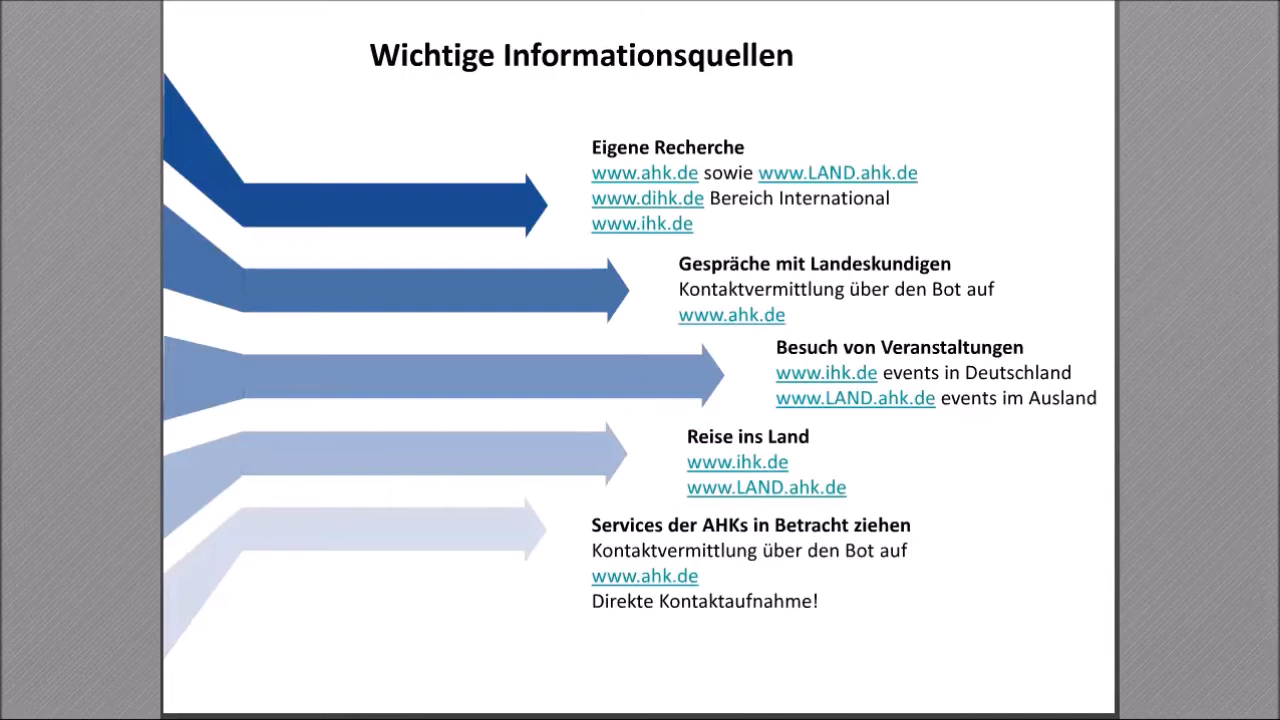 Wichtige Informationsquellen
Eigene Recherche
www.ahk.de sowie www.LAND.ahk.de
www.dihk.de Bereich International
www.ihk.de
Gespräche mit Landeskundigen
Kontaktvermittlung über den Bot auf
www.ahk.de
Besuch von Veranstaltungen
www.ihk.de events in Deutschland
www.LAND.ahk.de events im Ausland
Reise ins Land
www.ihk.de
www.LAND.ahk.de
Services der AHKs in Betracht ziehen
Kontaktvermittlung über den Bot auf
www.ahk.de
Direkte Kontaktaufnahme!